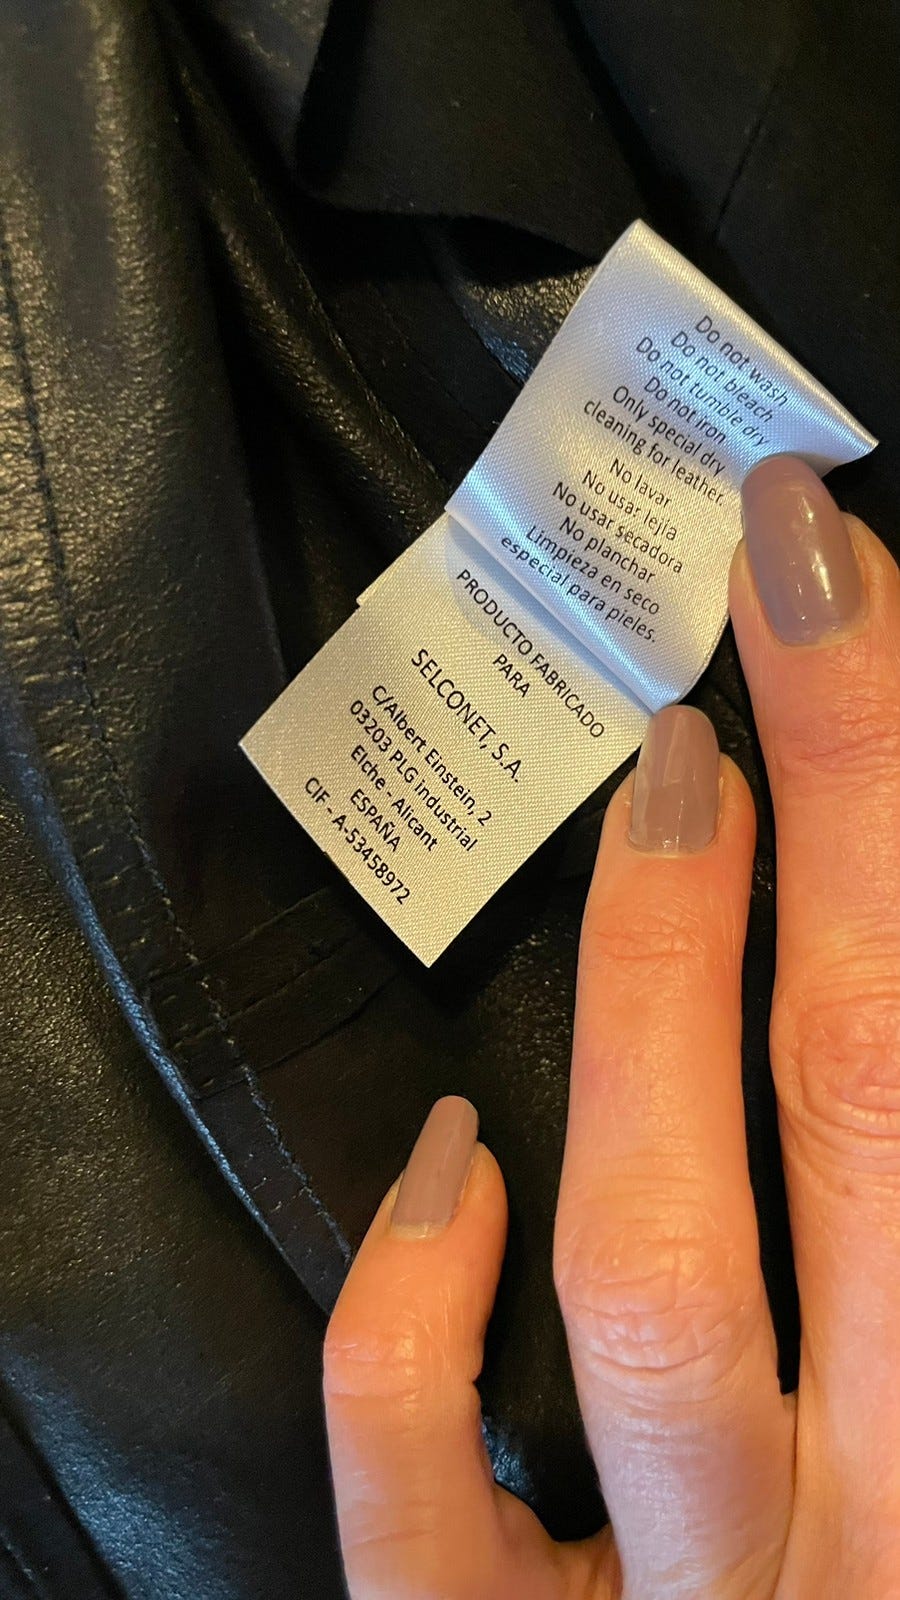 Do not wash
Do not bleach
Do not tumble dry
Do not iron
Only special dry
cleaning for leather.
No lavar
No usar lejía
No usar secadora
No planchar
Limpieza en seco
especial para pieles.
PRODUCTO FABRICADO
PARA
SELCONET, S.A.
C/Albert Einstein, 2
03203 PLG industrial
Elche - Alicant
ESPAÑA
CIF - A-53458972